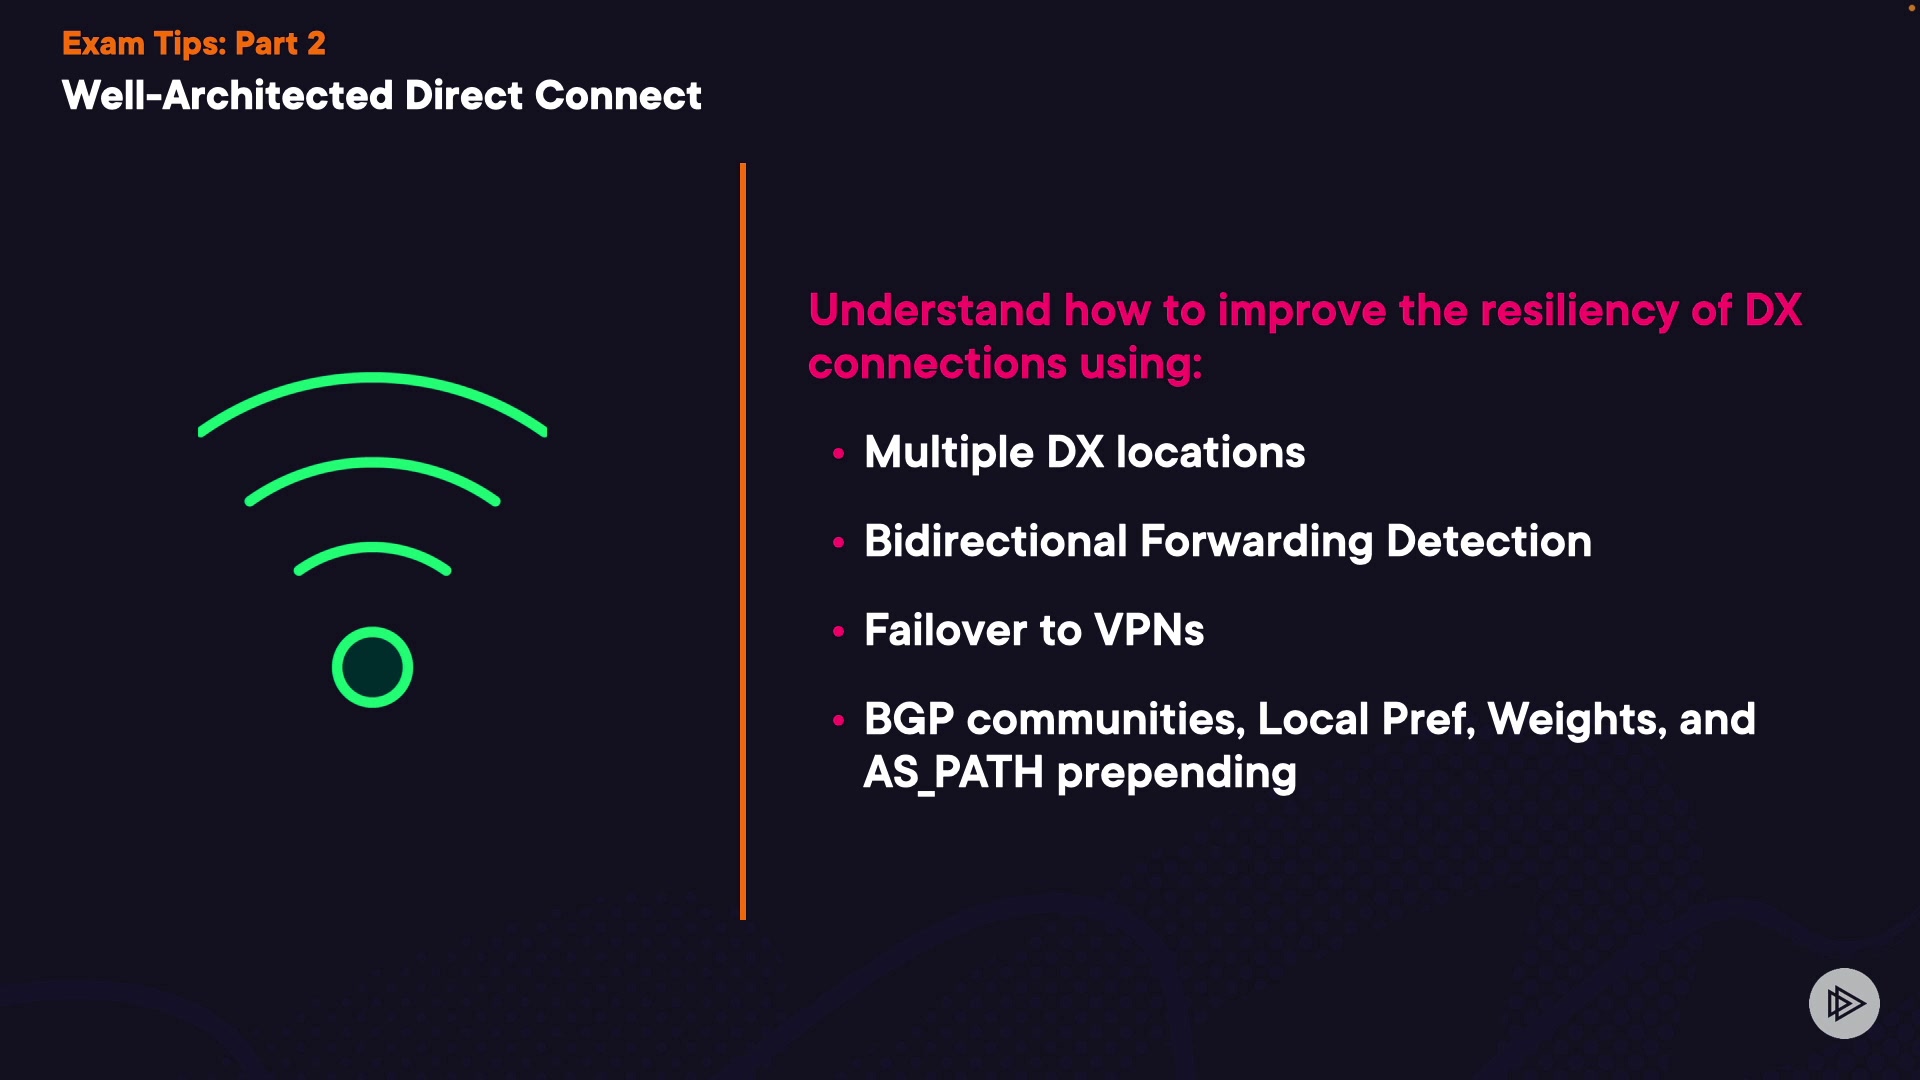 Exam Tips: Part 2
Well-Architected Direct Connect
Understand how to improve the resiliency of DX
connections using:
• Multiple DX locations
• Bidirectional Forwarding Detection
• Failover to VPNs
• BGP communities, Local Pref, Weights, and
AS_PATH prepending